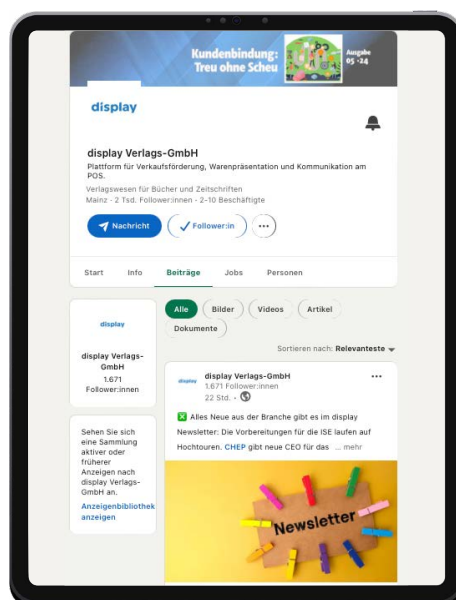 Kundenbindung:
Treu ohne Scheu
Ausgabe
05 -24
display
display Verlags-GmbH
Plattform für Verkaufsförderung, Warenpräsentation und Kommunikation am
POS.
Verlagswesen für Bücher und Zeitschriften
Mainz · 2 Tsd. Follower:innen · 2-10 Beschäftigte
Nachricht
Follower:in
Start Info Beiträge Jobs Personen
display
display Verlags-
GmbH
1.671
Follower:innen
Sehen Sie sich
eine Sammlung
aktiver oder
früherer
Anzeigen nach
display Verlags-
GmbH an.
Anzeigenbibliothek
anzeigen
Alle Bilder Videos Artikel
Dokumente
Sortieren nach: Relevanteste
display
display Verlags-GmbH
1.671 Follower:innen
22 Std. ·
Alles Neue aus der Branche gibt es im display
Newsletter: Die Vorbereitungen für die ISE laufen auf
Hochtouren. CHEP gibt neue CEO für das ... mehr
Newsletter